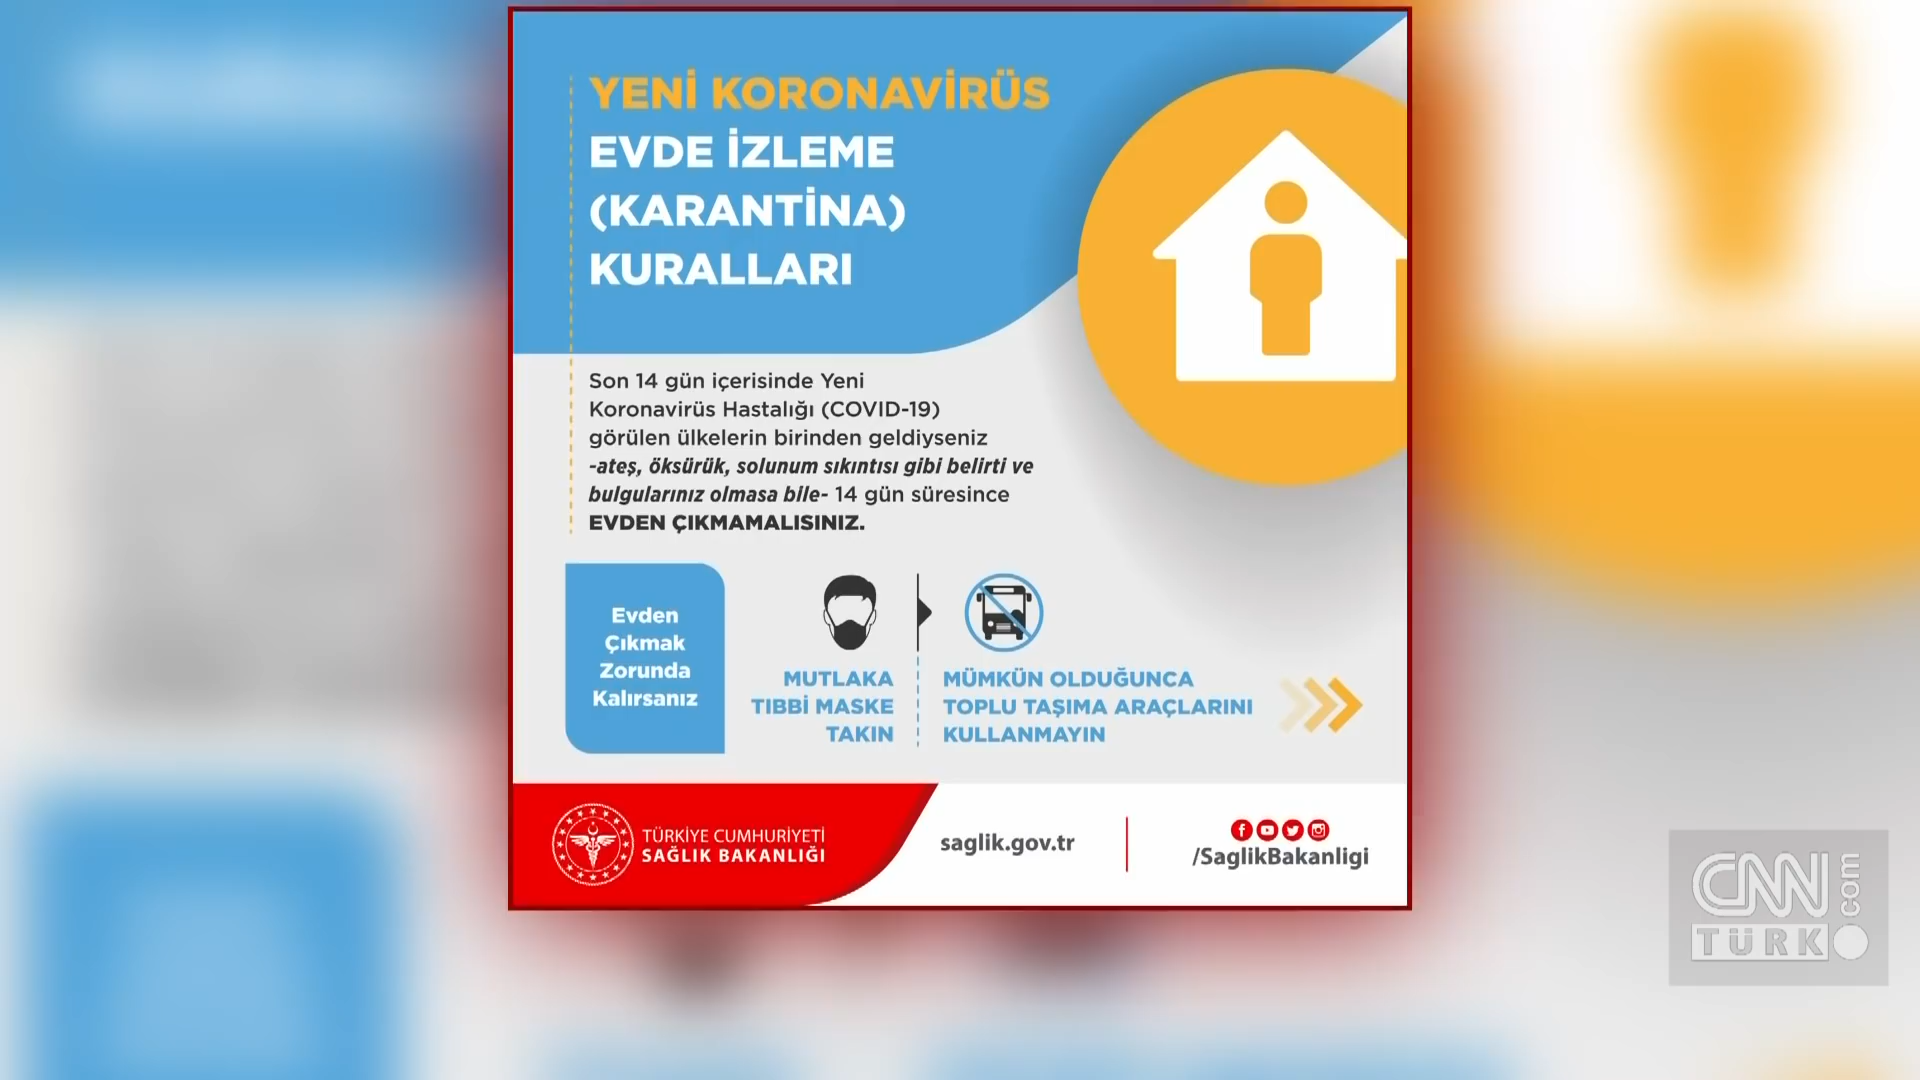 YENİ KORONAVİRÜS
EVDE İZLEME
(KARANTİNA)
KURALLARI
Son 14 gün içerisinde Yeni
Koronavirüs Hastalığı (COVID-19)
görülen ülkelerin birinden geldiyseniz
-ateş, öksürük, solunum sıkıntısı gibi belirti ve
bulgularınız olmasa bile- 14 gün süresince
EVDEN ÇIKMAMALISINIZ.
Evden
Çıkmak
Zorunda
Kalırsanız
MUTLAKA
TIBBİ MASKE
TAKIN
MÜMKÜN OLDUĞUNCA
TOPLU TAŞIMA ARAÇLARINI
KULLANMAYIN
TÜRKİYE CUMHURİYETİ
SAĞLIK BAKANLIĞI
saglik.gov.tr
/SaglikBakanligi
CNN
TÜRK
.com